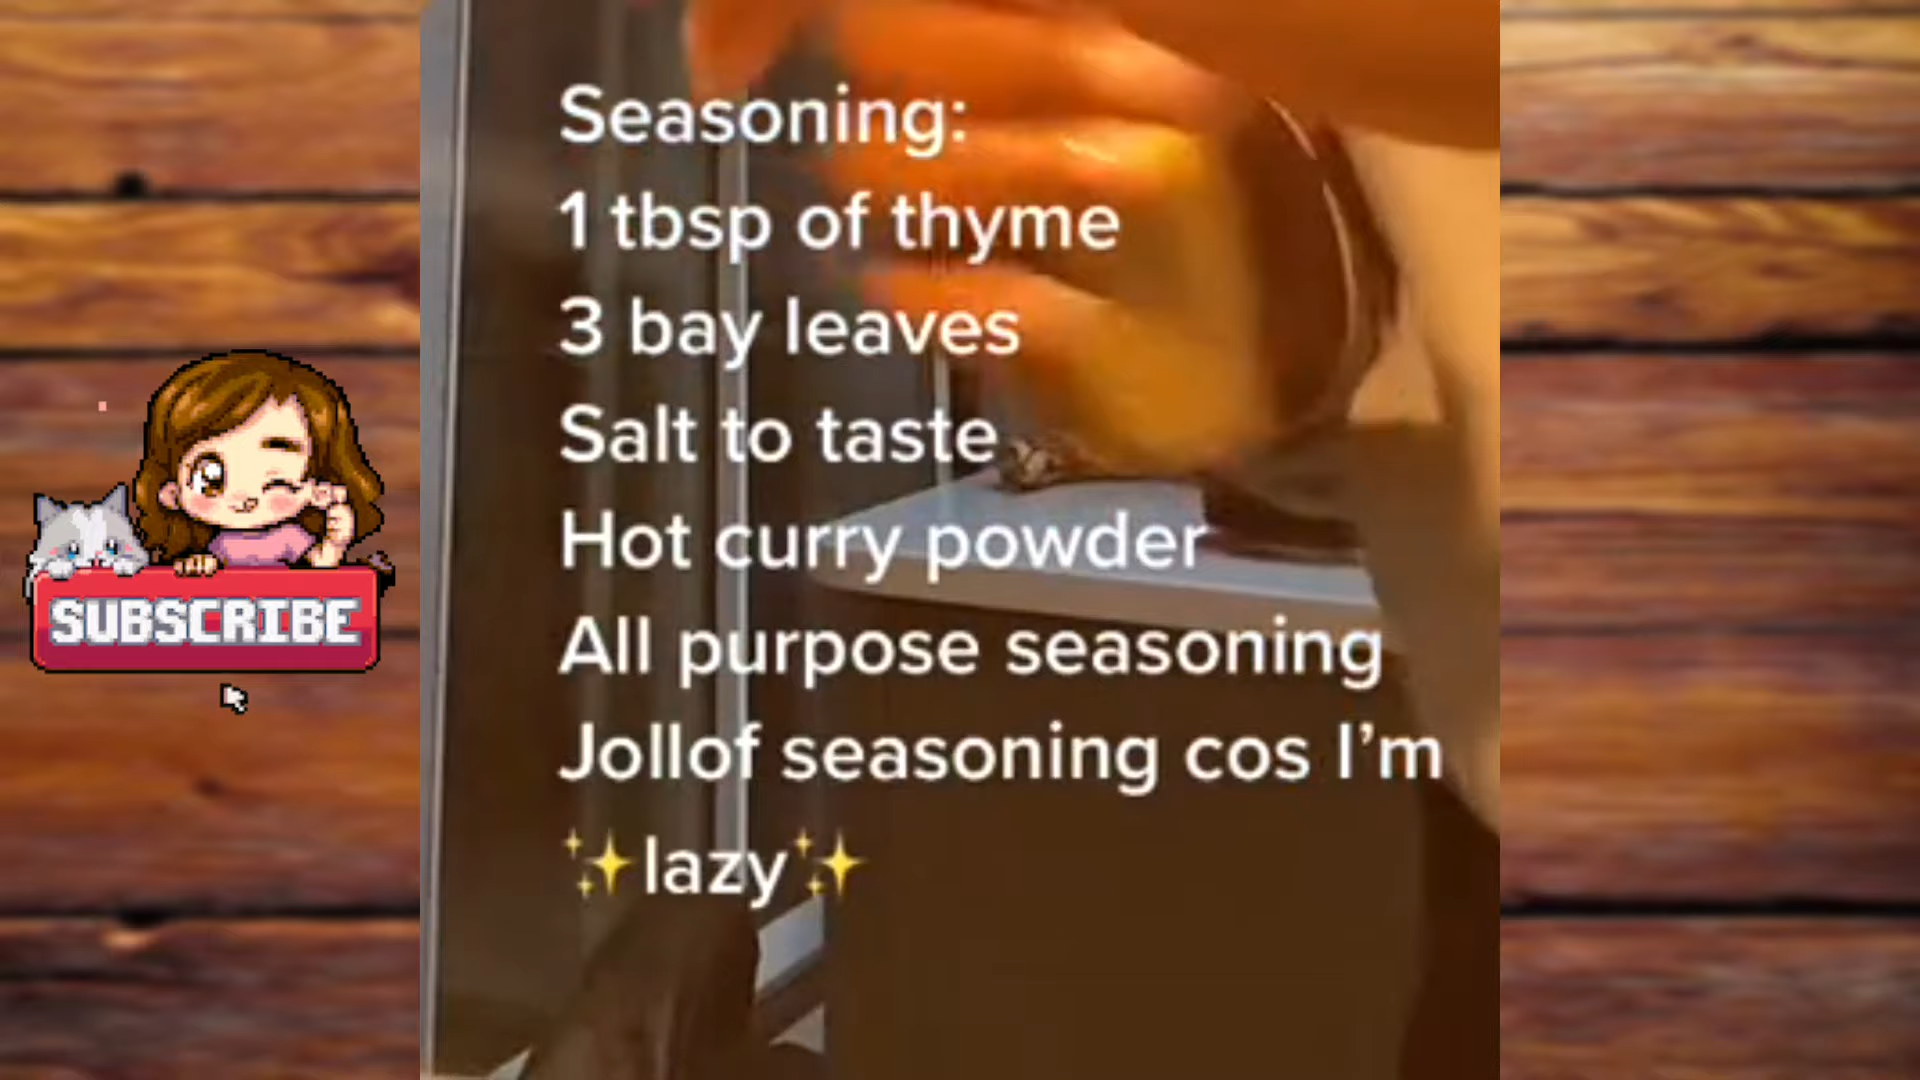 Seasoning:
1 tbsp of thyme
3 bay leaves
Salt to taste
Hot curry powder
All purpose seasoning
Jollof seasoning cos I’m
✨lazy✨
SUBSCRIBE